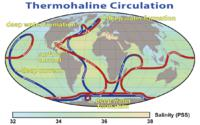 Thermohaline Circulation
deep water formation
deep water formation
surface
current
deep current
deep water
formation
Salinity (PSS)
32 34 36 38